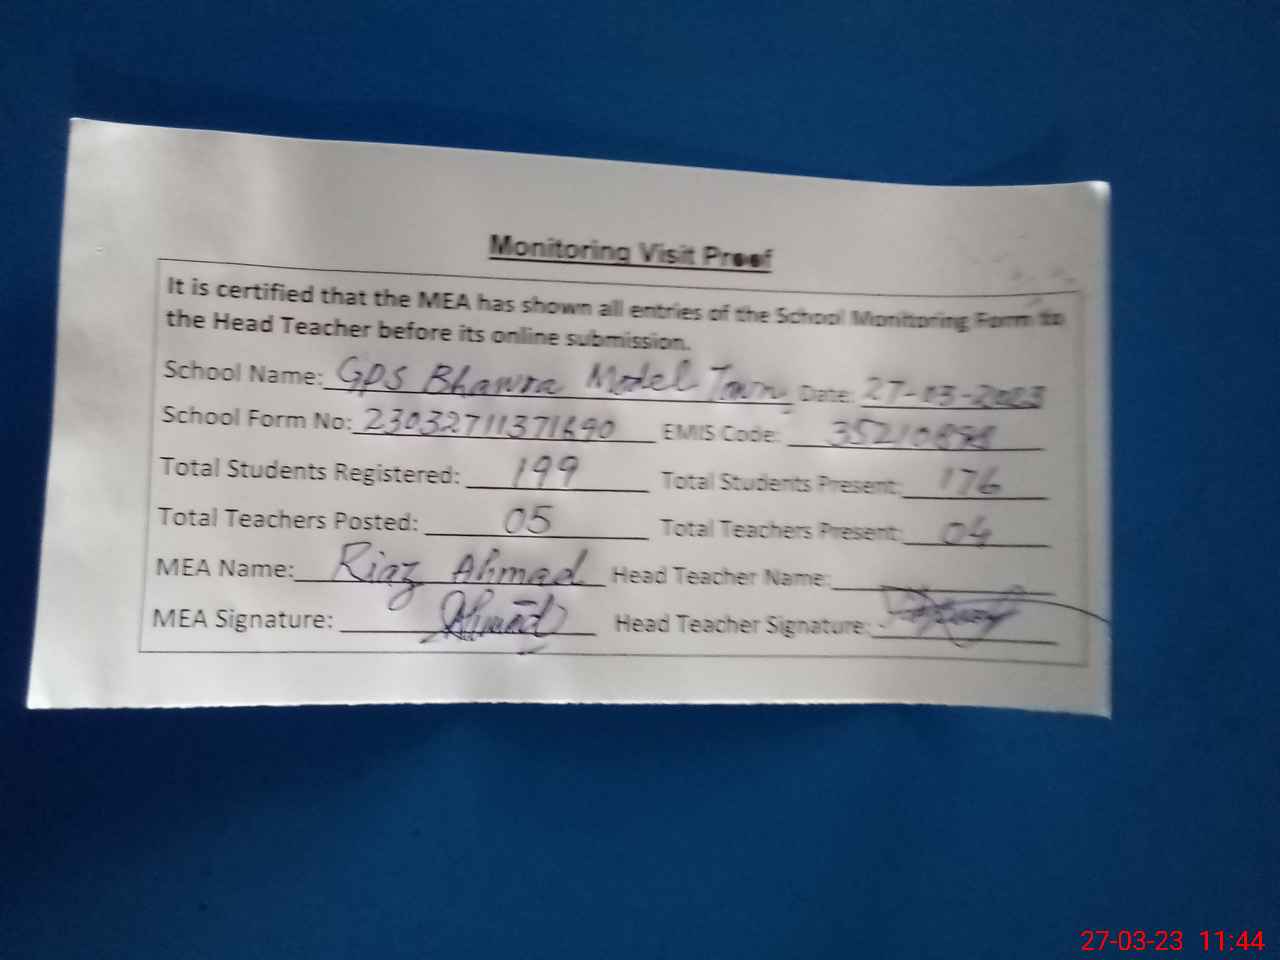 Monitoring Visit Proof
It is certified that the MEA has shown all entries of the School Monitoring Form to
the Head Teacher before its online submission.
School Name: GPS Bhawra Model Town Date: 27-03-2023
School Form No: 23032711371690 EMIS Code:
Total Students Registered: 199 Total Students Present: 176
Total Teachers Posted: 05 Total Teachers Present: 04
MEA Name: Riaz Ahmad Head Teacher Name:
MEA Signature: Ahmad Head Teacher Signature:
27-03-23 11:44